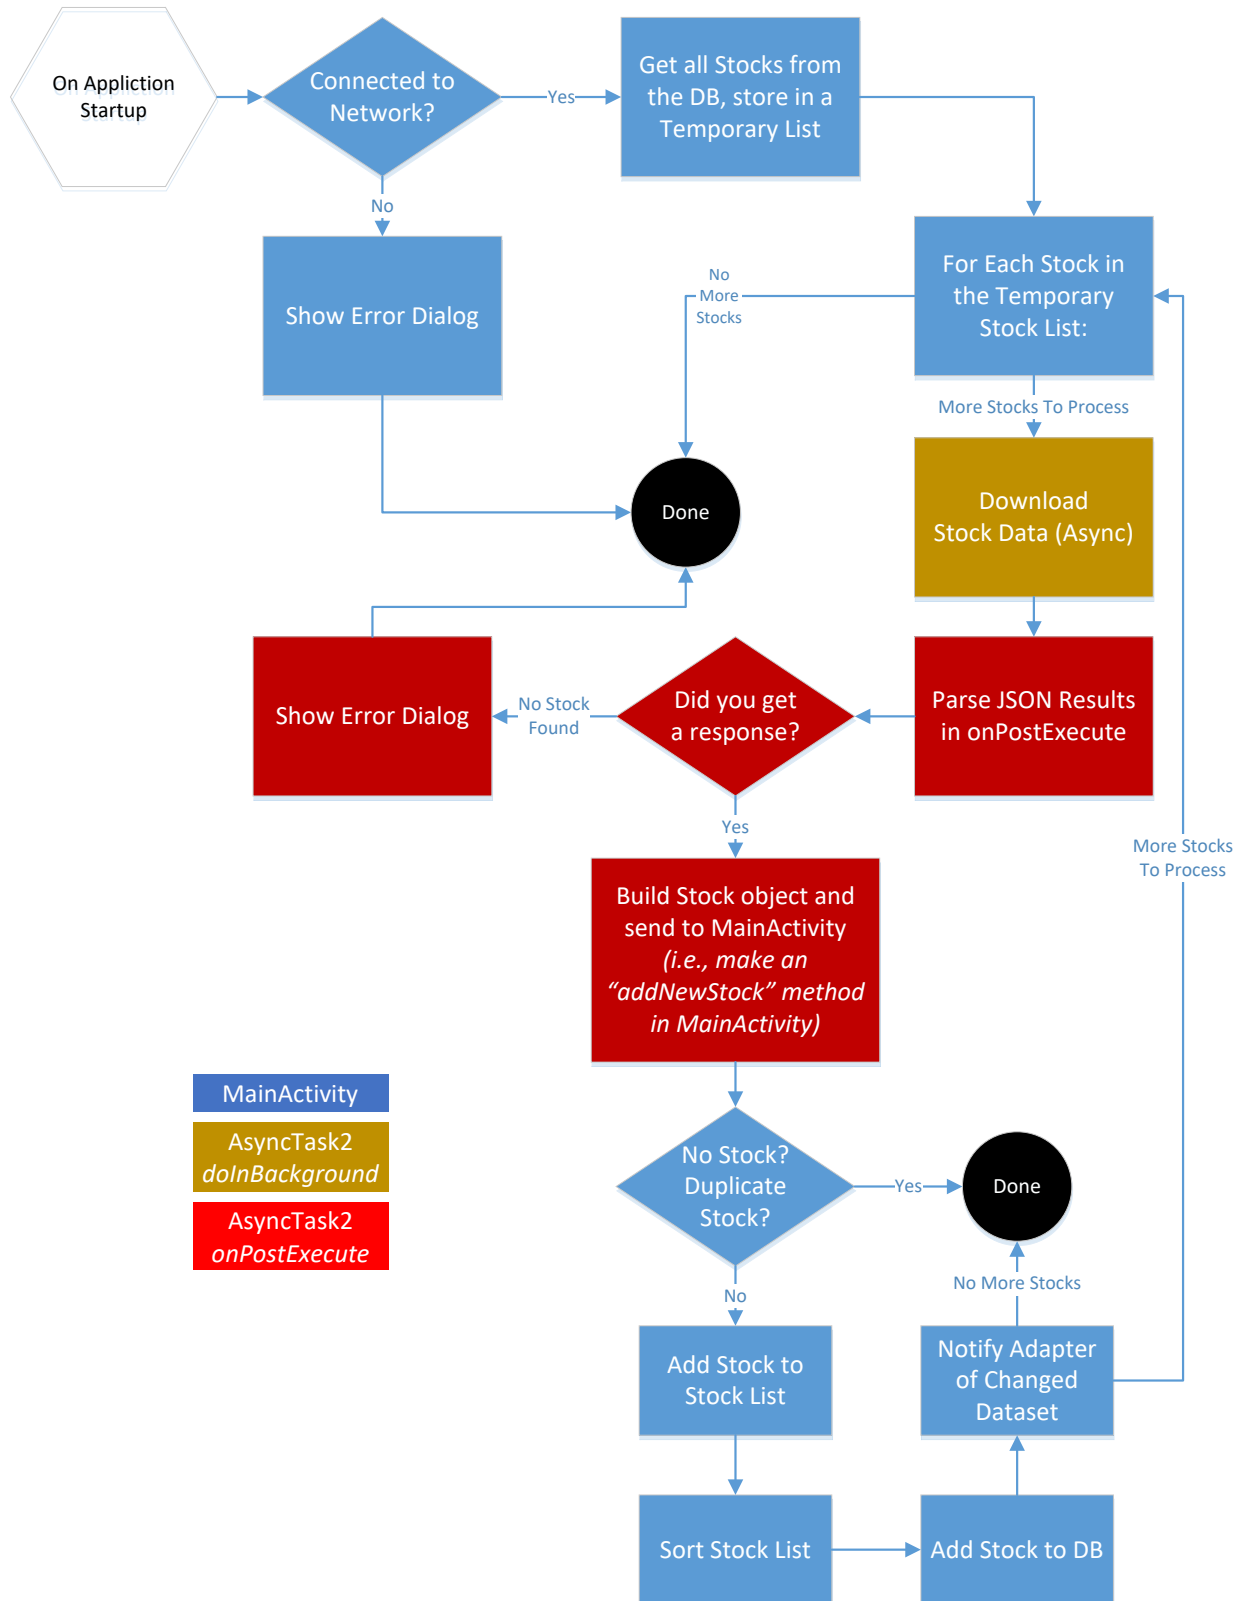 On Appliction
Startup
Connected to
Network?
Yes
Get all Stocks from
the DB, store in a
Temporary List
No
Show Error Dialog
For Each Stock in
the Temporary
Stock List:
No
More
Stocks
More Stocks To Process
Done
Download
Stock Data (Async)
Show Error Dialog
No Stock
Found
Did you get
a response?
Parse JSON Results
in onPostExecute
Yes
More Stocks
To Process
Build Stock object and
send to MainActivity
(i.e., make an
“addNewStock” method
in MainActivity)
MainActivity
AsyncTask2
doInBackground
AsyncTask2
onPostExecute
No Stock?
Duplicate
Stock?
Yes
Done
No
No More Stocks
Add Stock to
Stock List
Notify Adapter
of Changed
Dataset
Sort Stock List
Add Stock to DB